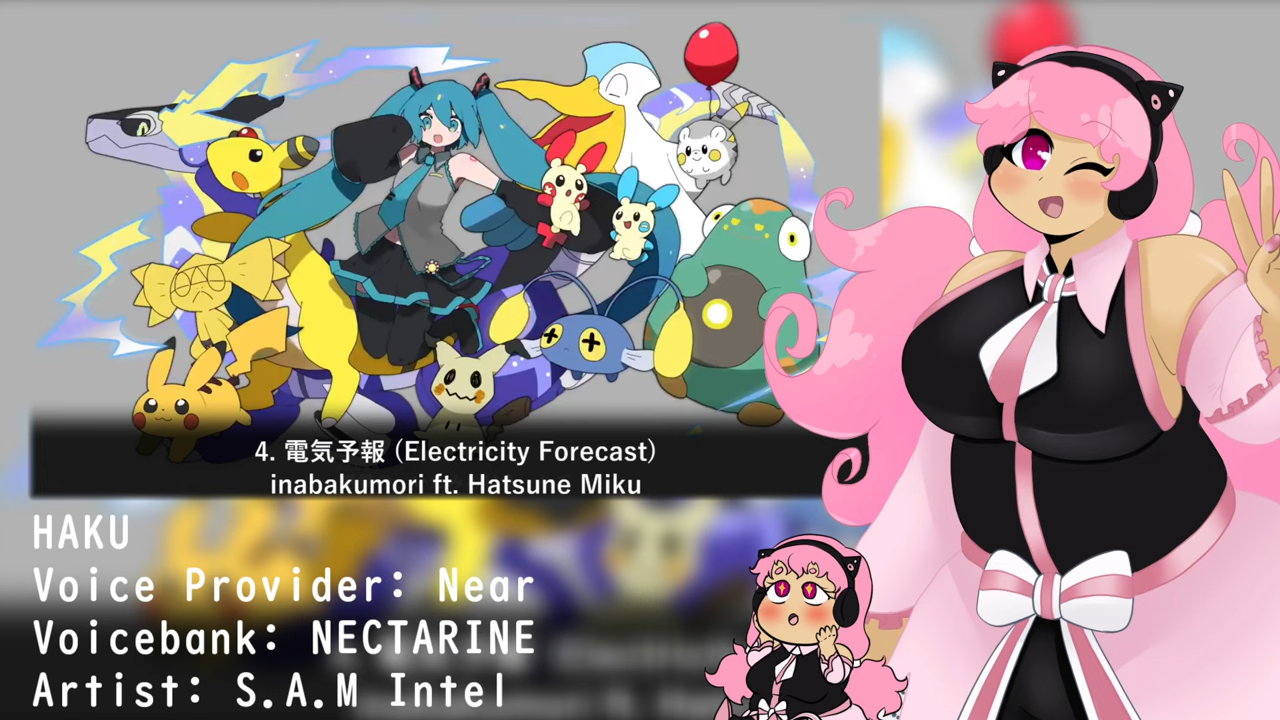 4. 電気予報 (Electricity Forecast)
inabakumori ft. Hatsune Miku
HAKU
Voice Provider: Near
Voicebank: NECTARINE
Artist: S.A.M Intel